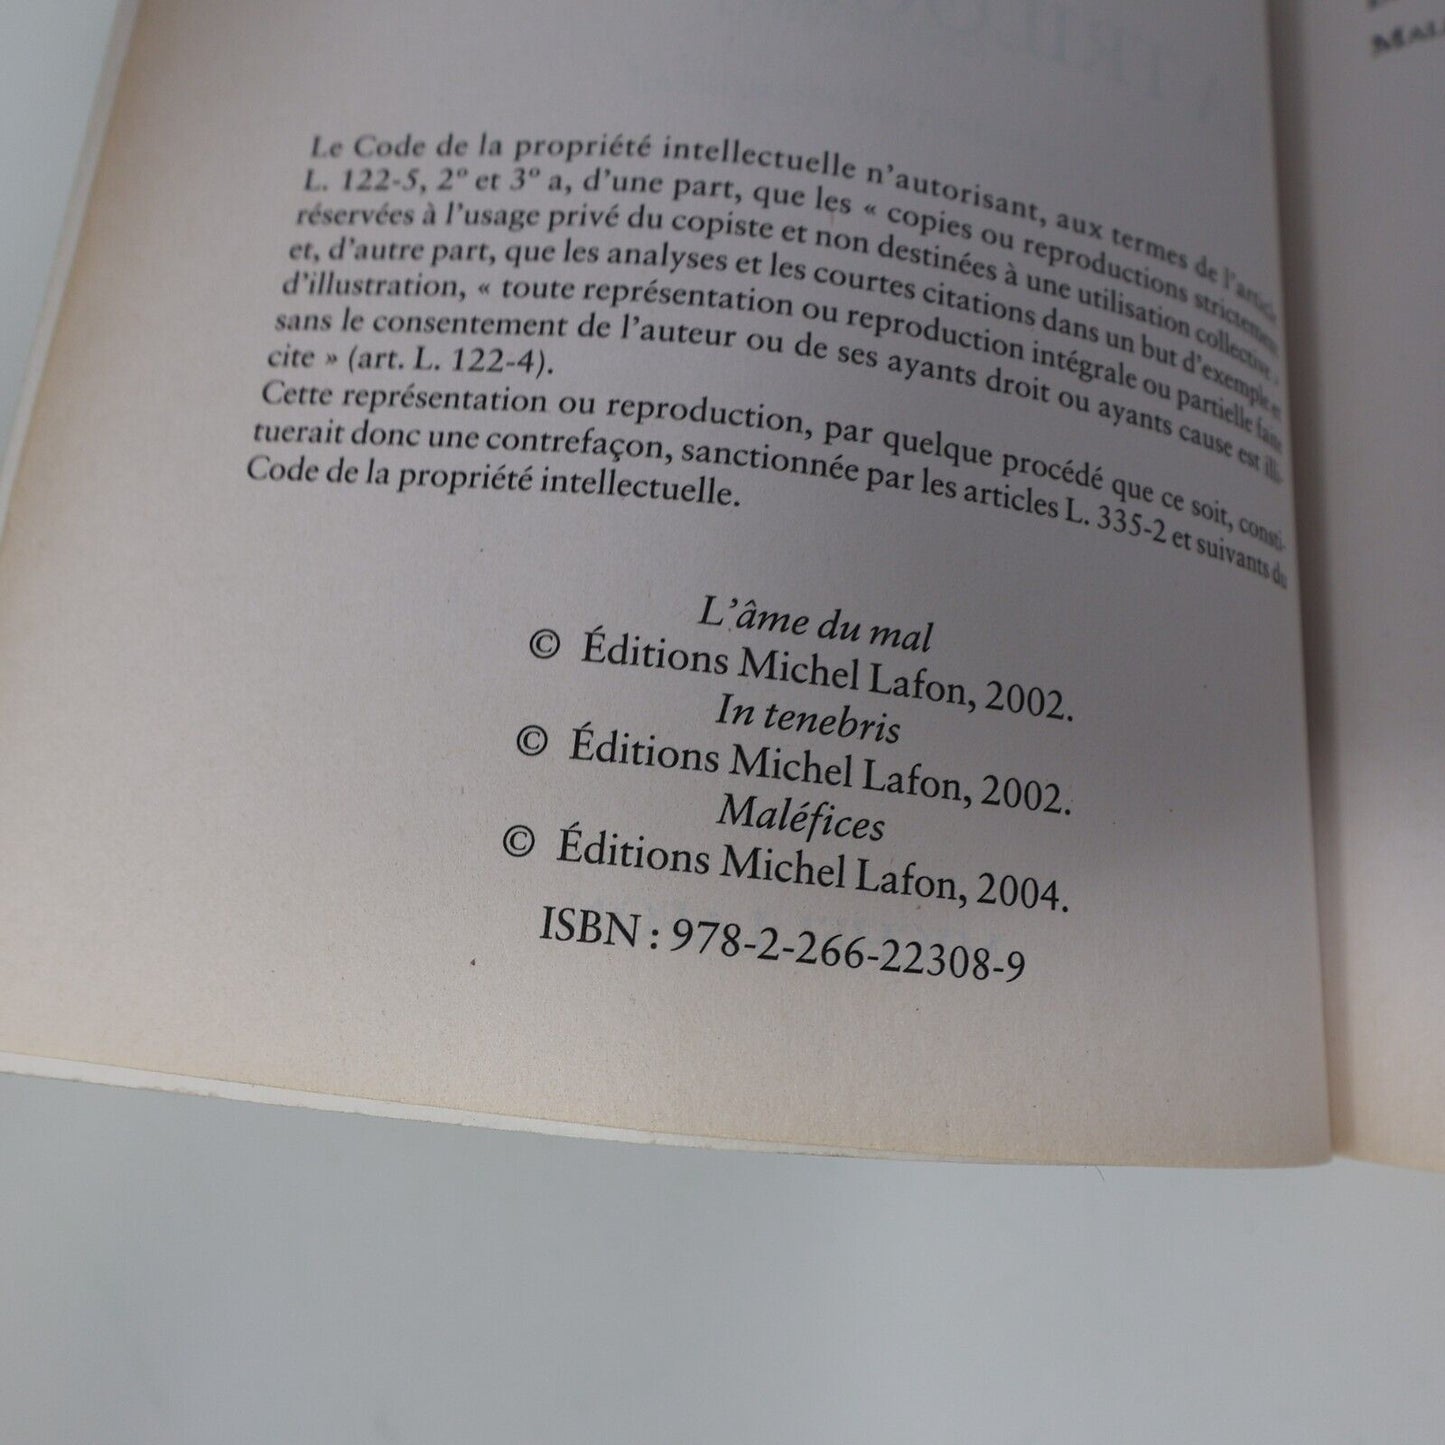 Le Code de la propriété intellectuelle n'autorisant, aux termes de l'article
L. 122-5, 2º et 3º a, d'une part, que les « copies ou reproductions strictement
réservées à l'usage privé du copiste et non destinées à une utilisation collective »
et, d'autre part, que les analyses et les courtes citations dans un but d'exemple et
d'illustration, « toute représentation ou reproduction intégrale ou partielle faite
sans le consentement de l'auteur ou de ses ayants droit ou ayants cause est illi-
cite » (art. L. 122-4).
Cette représentation ou reproduction, par quelque procédé que ce soit, consti-
tuerait donc une contrefaçon, sanctionnée par les articles L. 335-2 et suivants du
Code de la propriété intellectuelle.
L'âme du mal
© Éditions Michel Lafon, 2002.
In tenebris
© Éditions Michel Lafon, 2002.
Maléfices
© Éditions Michel Lafon, 2004.
ISBN : 978-2-266-22308-9